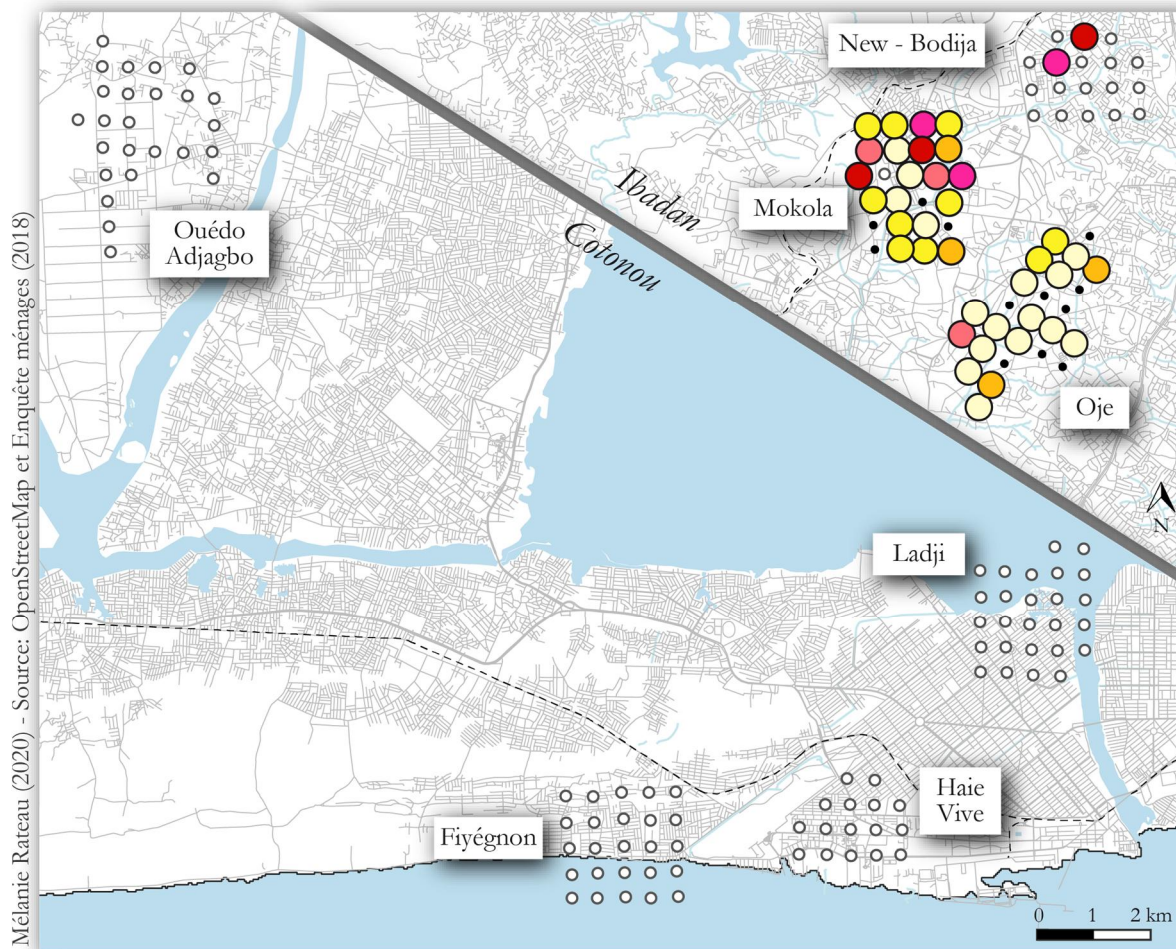 New - Bodija
Ibadan
Mokola
Ouédo
Adjagbo
Cotonou
Oje
N
Ladji
Haie
Vive
Fiyégnon
0 1 2 km
Mélanie Rateau (2020) - Source: OpenStreetMap et Enquête ménages (2018)